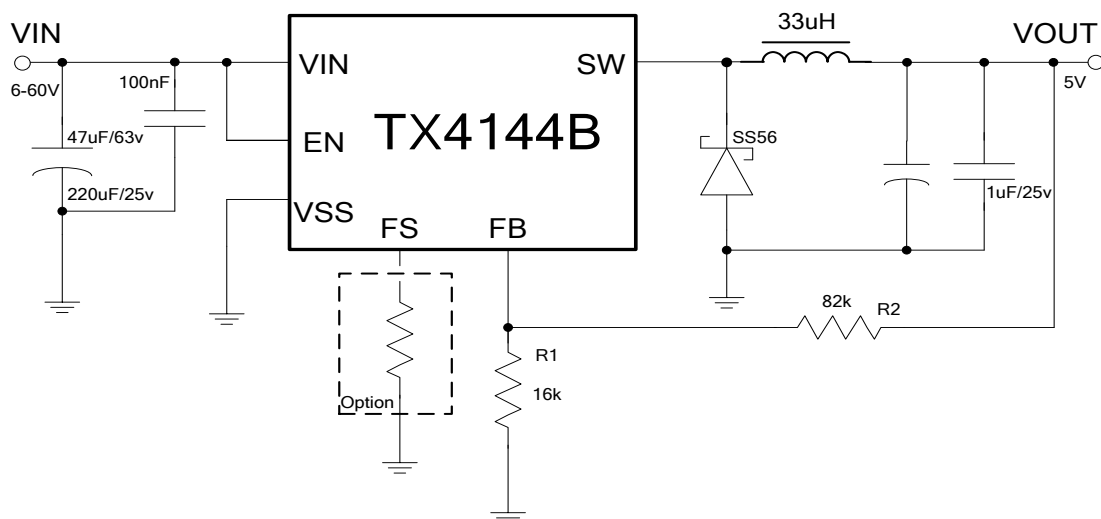 VIN
6-60V
100nF
47uF/63v
220uF/25v
VIN
EN
VSS
TX4144B
SW
FS
FB
Option
33uH
VOUT
5V
SS56
1uF/25v
82k
R2
R1
16k